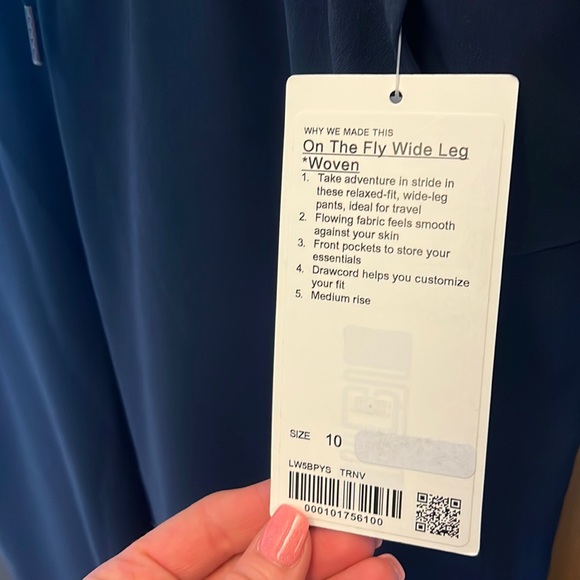 WHY WE MADE THIS
On The Fly Wide Leg
*Woven
1. Take adventure in stride in
these relaxed-fit, wide-leg
pants, ideal for travel
2. Flowing fabric feels smooth
against your skin
3. Front pockets to store your
essentials
4. Drawcord helps you customize
your fit
5. Medium rise
SIZE 10
LW5BPYS TRNV
000101756100